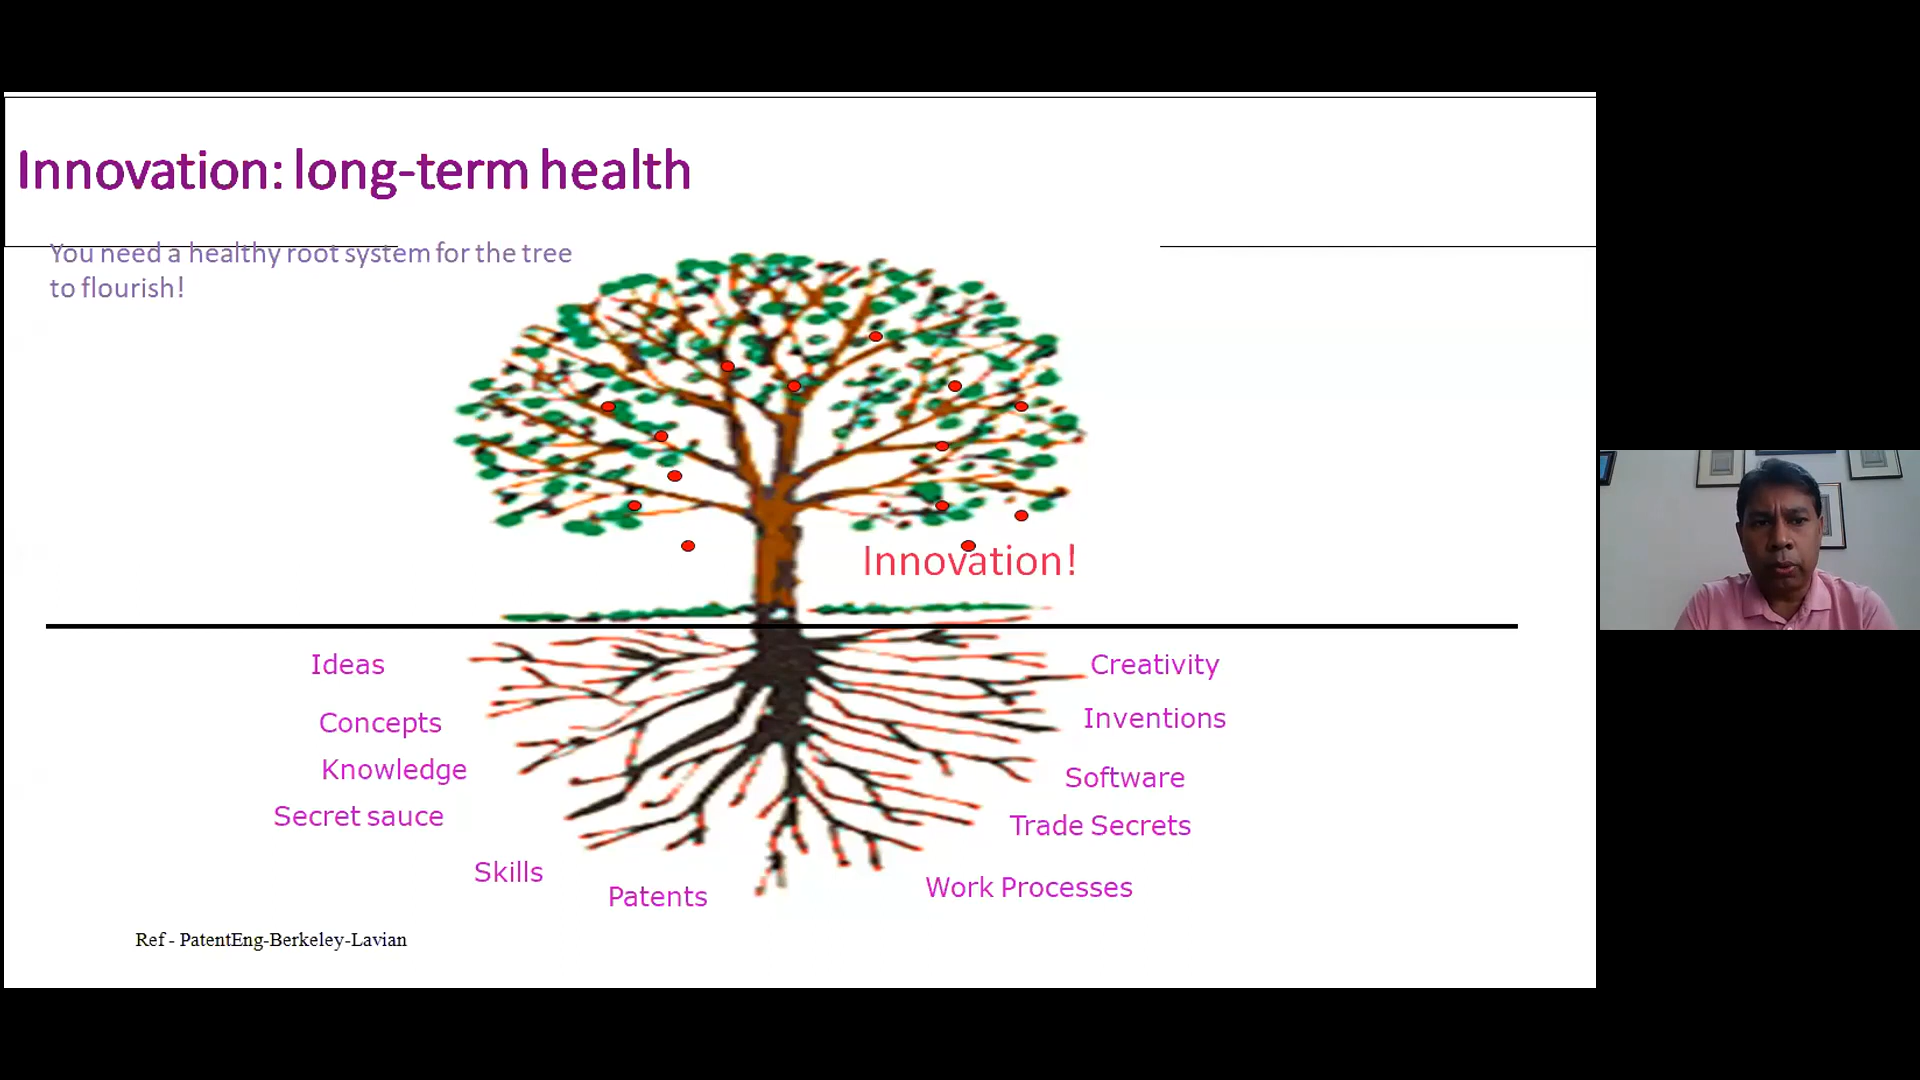 Innovation: long-term health
You need a healthy root system for the tree
to flourish!
Innovation!
Ideas
Creativity
Concepts
Inventions
Knowledge
Software
Secret sauce
Trade Secrets
Skills
Patents
Work Processes
Ref - PatentEng-Berkeley-Lavian